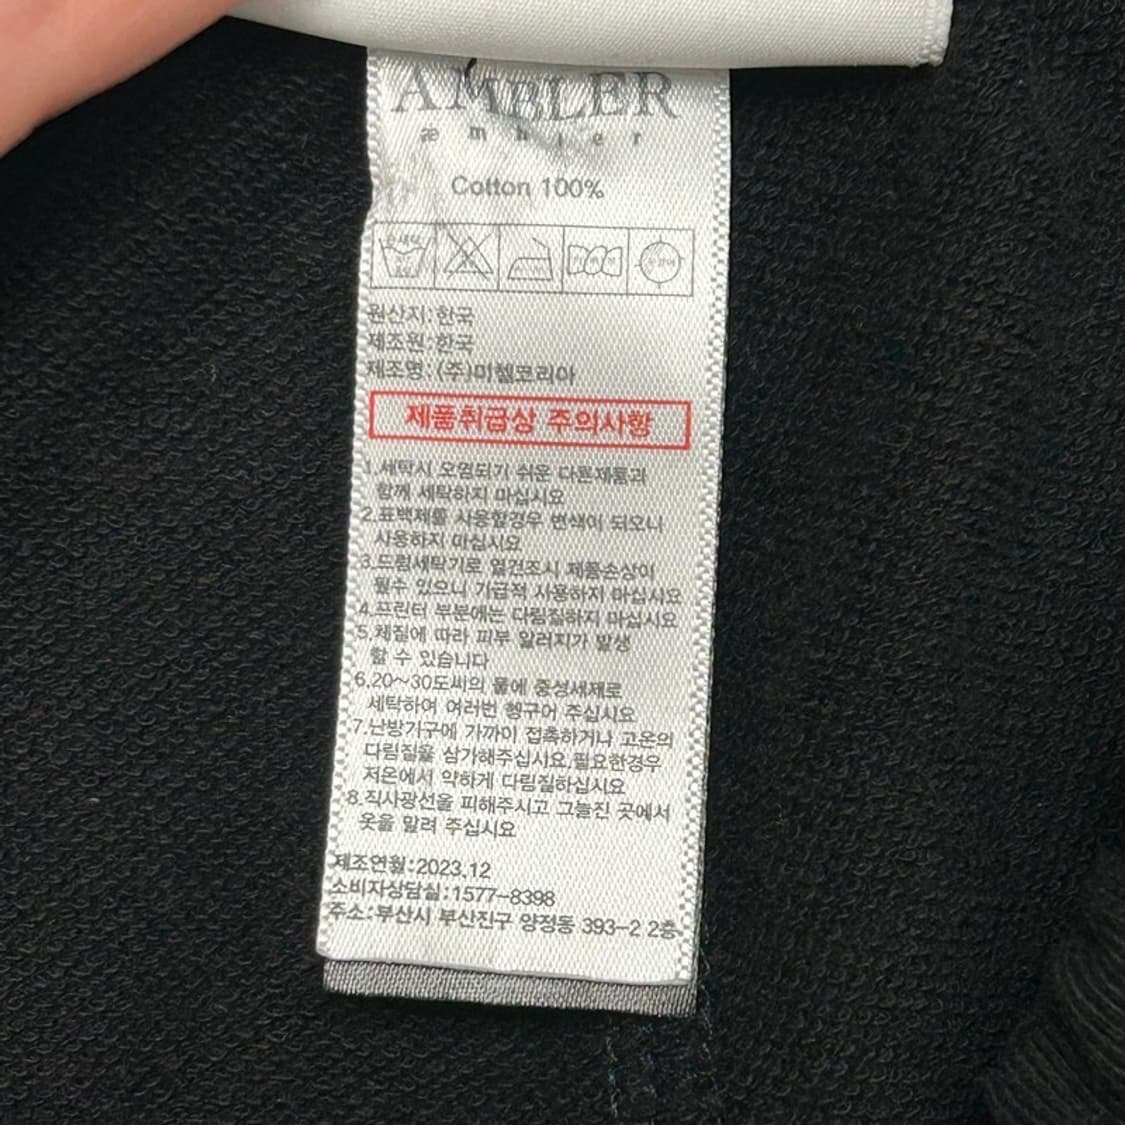 AMBLER
æ m b l e r
Cotton 100%
원산지:한국
제조원:한국
제조명:(주)미헬코리아
제품취급상 주의사항
1.세탁시 오염되기 쉬운 다른제품과
함께 세탁하지 마십시요
2.표백제를 사용할경우 변색이 되오니
사용하지 마십시요
3.드럼세탁기로 열건조시 제품손상이
될수 있으니 가급적 사용하지 마십시요
4.프린터 부분에는 다림질하지 마십시요
5.체질에 따라 피부 알러지가 발생
할 수 있습니다
6.20~30도씨의 물에 중성세제로
세탁하여 여러번 헹구어 주십시요
7.난방기구에 가까이 접촉하거나 고온의
다림질을 삼가해주십시요.필요한경우
저온에서 약하게 다림질하십시요
8.직사광선을 피해주시고 그늘진 곳에서
옷을 말려 주십시요
제조연월:2023.12
소비자상담실:1577-8398
주소:부산시 부산진구 양정동 393-2 2층